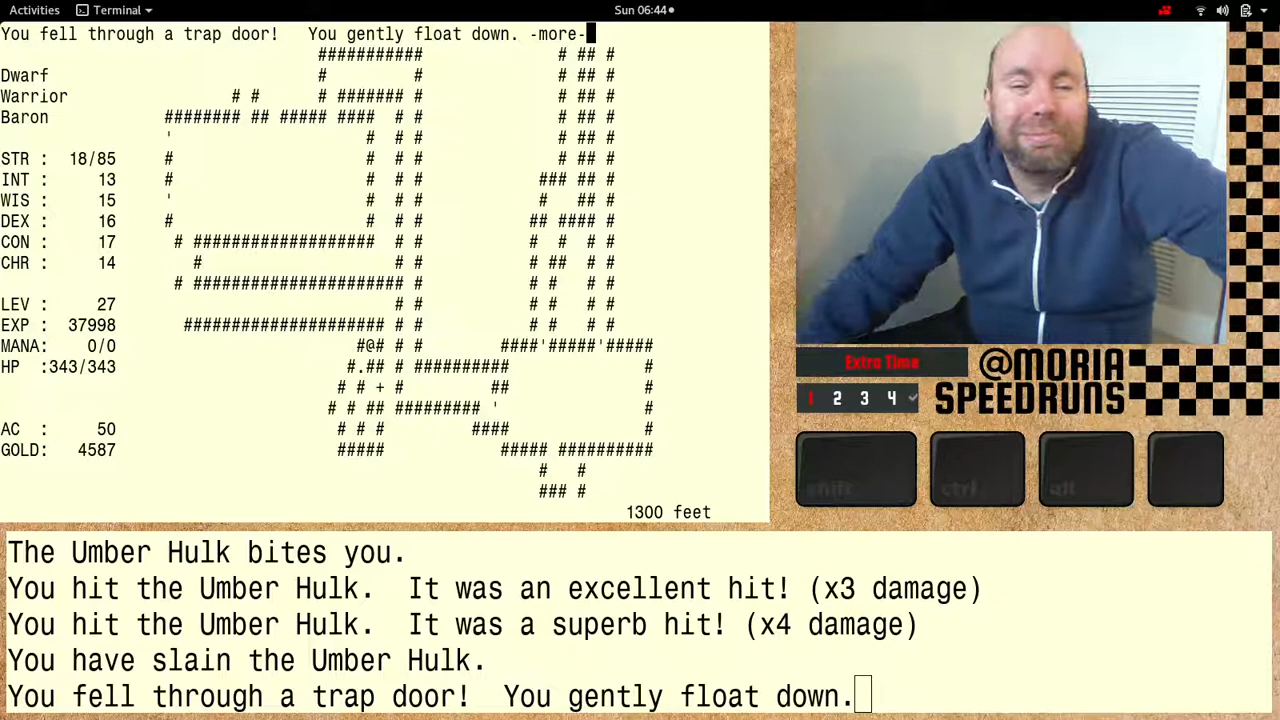 Activities Terminal Sun 06:44
You fell through a trap door! You gently float down. -more-
Dwarf
Warrior
Baron
STR : 18/85
INT : 13
WIS : 15
DEX : 16
CON : 17
CHR : 14
LEV : 27
EXP : 37998
MANA: 0/0
HP :343/343
AC : 50
GOLD: 4587
1300 feet
Extra Time
1 2 3 4
@MORIA
SPEEDRUNS
shift ctrl alt
The Umber Hulk bites you.
You hit the Umber Hulk. It was an excellent hit! (x3 damage)
You hit the Umber Hulk. It was a superb hit! (x4 damage)
You have slain the Umber Hulk.
You fell through a trap door! You gently float down.